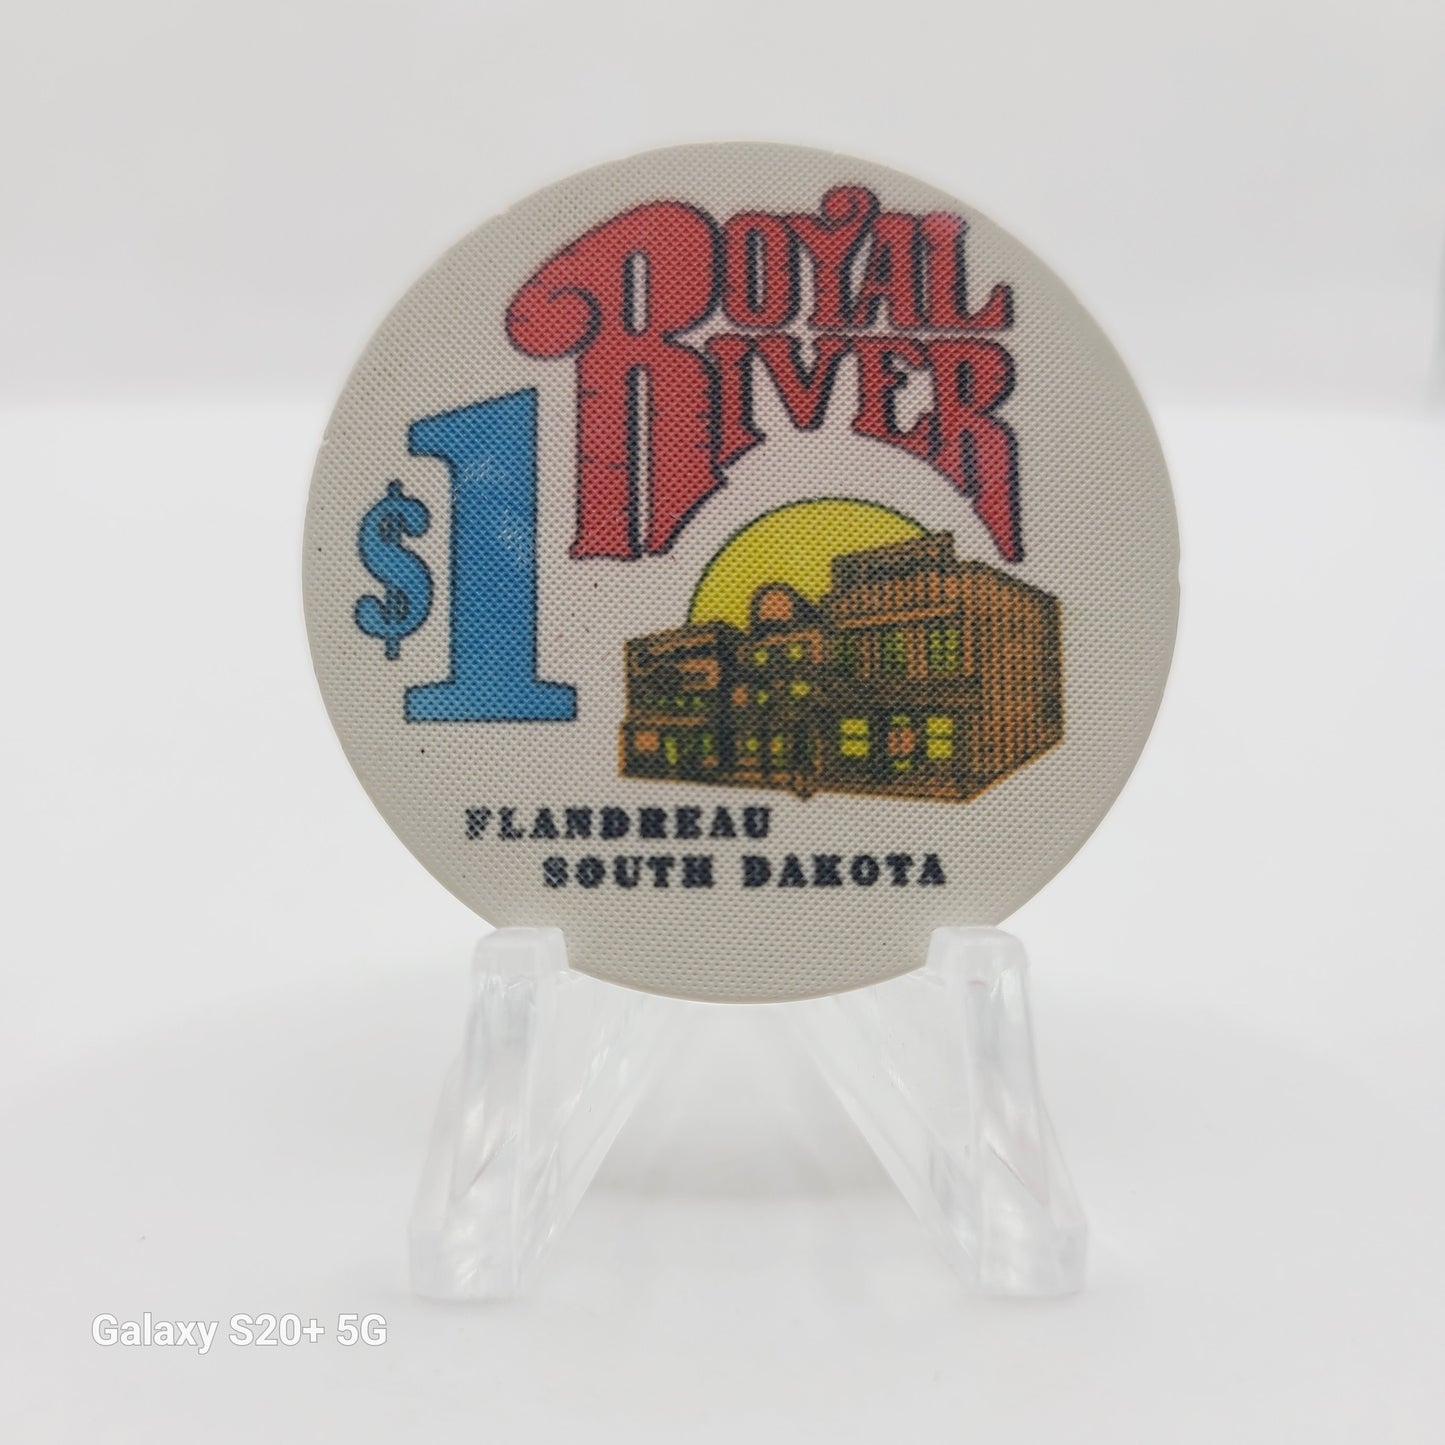 ROYAL
RIVER
$1
FLANDREAU
SOUTH DAKOTA
Galaxy S20+ 5G